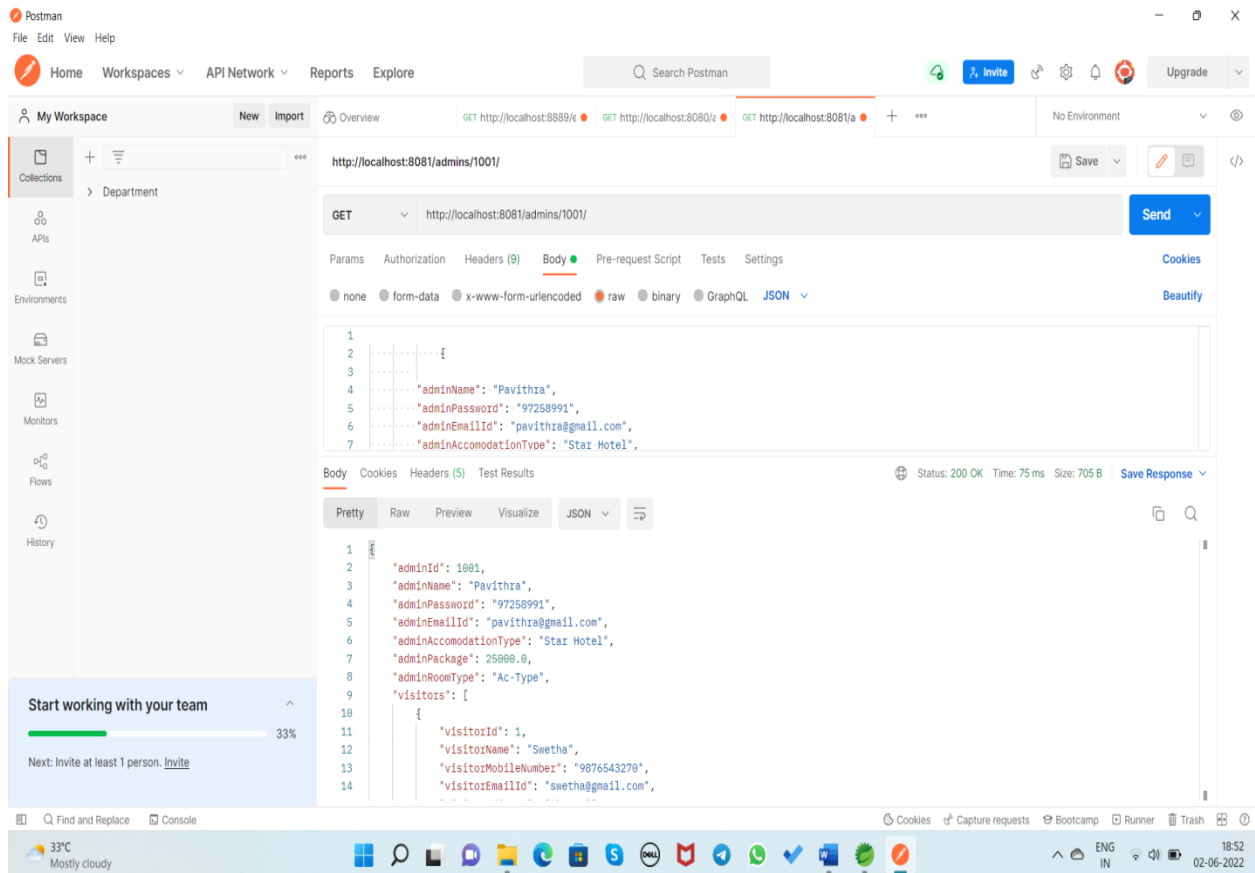 Postman
File Edit View Help
Home Workspaces API Network Reports Explore
Search Postman
Invite
Upgrade
My Workspace New Import
Overview GET http://localhost:8889/e GET http://localhost:8080/a GET http://localhost:8081/a
No Environment
Collections
Department
APIs
Environments
Mock Servers
Monitors
Flows
History
http://localhost:8081/admins/1001/
Save
GET http://localhost:8081/admins/1001/
Send
Params Authorization Headers (9) Body Pre-request Script Tests Settings
Cookies
none form-data x-www-form-urlencoded raw binary GraphQL JSON
Beautify
1
2 {
3
4 "adminName": "Pavithra",
5 "adminPassword": "97258991",
6 "adminEmailId": "pavithra@gmail.com",
7 "adminAccomodationType": "Star Hotel",
Body Cookies Headers (5) Test Results
Status: 200 OK Time: 75 ms Size: 705 B Save Response
Pretty Raw Preview Visualize JSON
1 {
2 "adminId": 1001,
3 "adminName": "Pavithra",
4 "adminPassword": "97258991",
5 "adminEmailId": "pavithra@gmail.com",
6 "adminAccomodationType": "Star Hotel",
7 "adminPackage": 25000.0,
8 "adminRoomType": "Ac-Type",
9 "visitors": [
10 {
11 "visitorId": 1,
12 "visitorName": "Swetha",
13 "visitorMobileNumber": "9876543270",
14 "visitorEmailId": "swetha@gmail.com",
Start working with your team
33%
Next: Invite at least 1 person. Invite
Find and Replace Console
Cookies Capture requests Bootcamp Runner Trash
33°C
Mostly cloudy
DELL
ENG
IN
18:52
02-06-2022